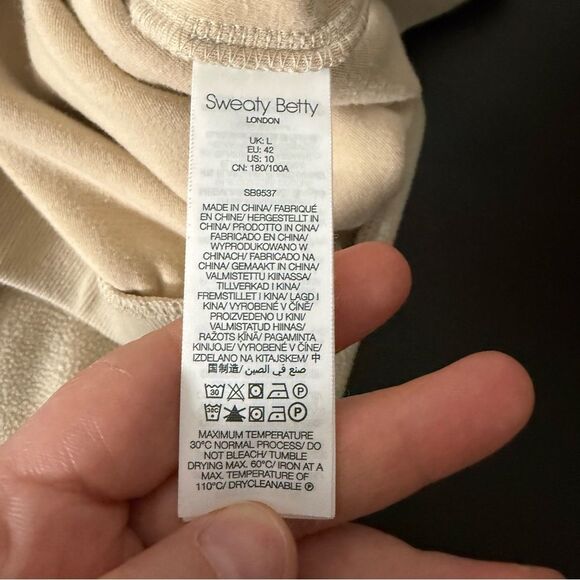 Sweaty Betty
LONDON
UK: L
EU: 42
US: 10
CN: 180/100A
SB9537
MADE IN CHINA/ FABRIQUÉ
EN CHINE/ HERGESTELLT IN
CHINA/ PRODOTTO IN CINA/
FABRICADO EN CHINA/
WYPRODUKOWANO W
CHINACH/ FABRICADO NA
CHINA/ GEMAAKT IN CHINA/
VALMISTETTU KIINASSA/
TILLVERKAD I KINA/
FREMSTILLET I KINA/ LAGD I
KINA/ VYROBENÉ V ČÍNE/
PROIZVEDENO U KINI/
VALMISTATUD HIINAS/
RAŽOTS ĶĪNĀ/ PAGAMINTA
KINIJOJE/ VYROBENÉ V ČÍNE/
IZDELANO NA KITAJSKEM/ 中
国制造/ صنع في الصين
30 P
30C P
MAXIMUM TEMPERATURE
30°C NORMAL PROCESS/ DO
NOT BLEACH/ TUMBLE
DRYING MAX. 60°C/ IRON AT A
MAX. TEMPERATURE OF
110°C/ DRYCLEANABLE Ⓟ